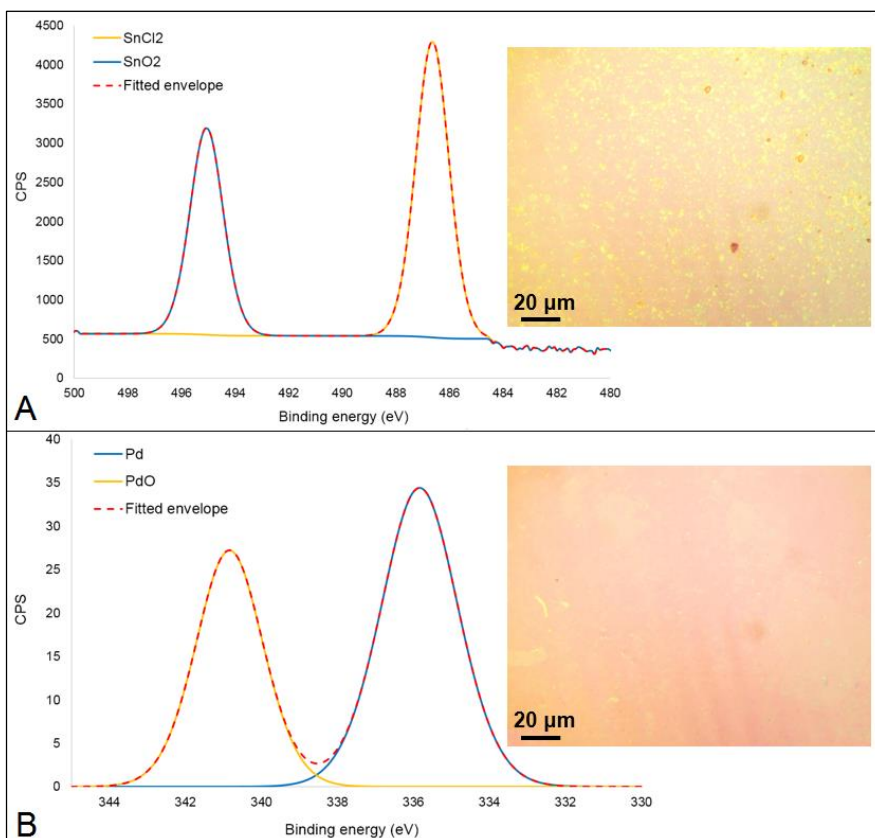 4500
4000
3500
3000
2500
2000
1500
1000
500
0
CPS
SnCl2
SnO2
Fitted envelope
20 µm
500 498 496 494 492 490 488 486 484 482 480
Binding energy (eV)
A
40
35
30
25
20
15
10
5
0
CPS
Pd
PdO
Fitted envelope
20 µm
344 342 340 338 336 334 332 330
Binding energy (eV)
B